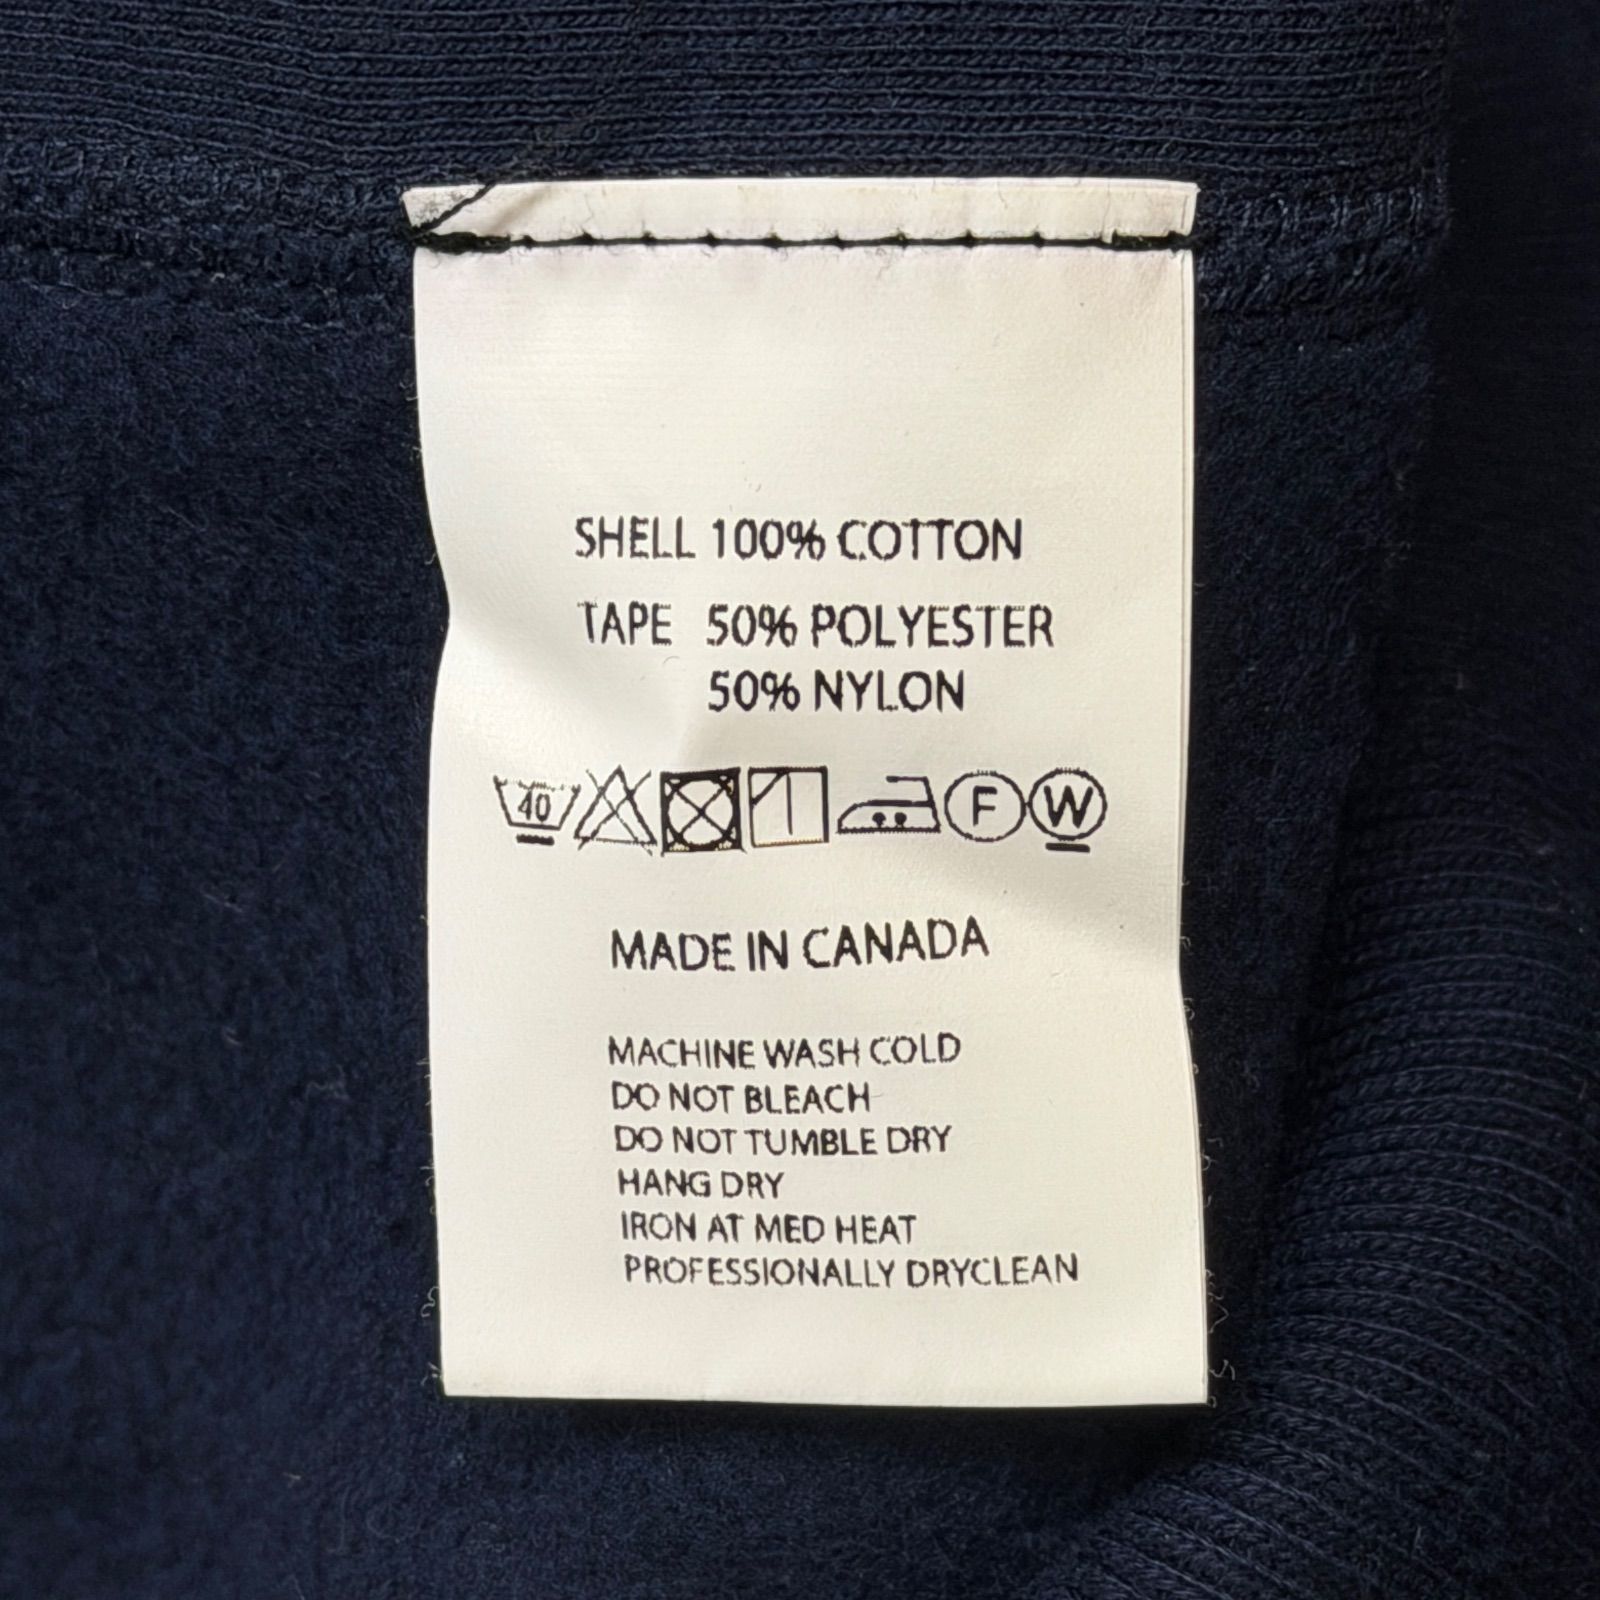 SHELL 100% COTTON
TAPE 50% POLYESTER
50% NYLON
40 F W
MADE IN CANADA
MACHINE WASH COLD
DO NOT BLEACH
DO NOT TUMBLE DRY
HANG DRY
IRON AT MED HEAT
PROFESSIONALLY DRYCLEAN